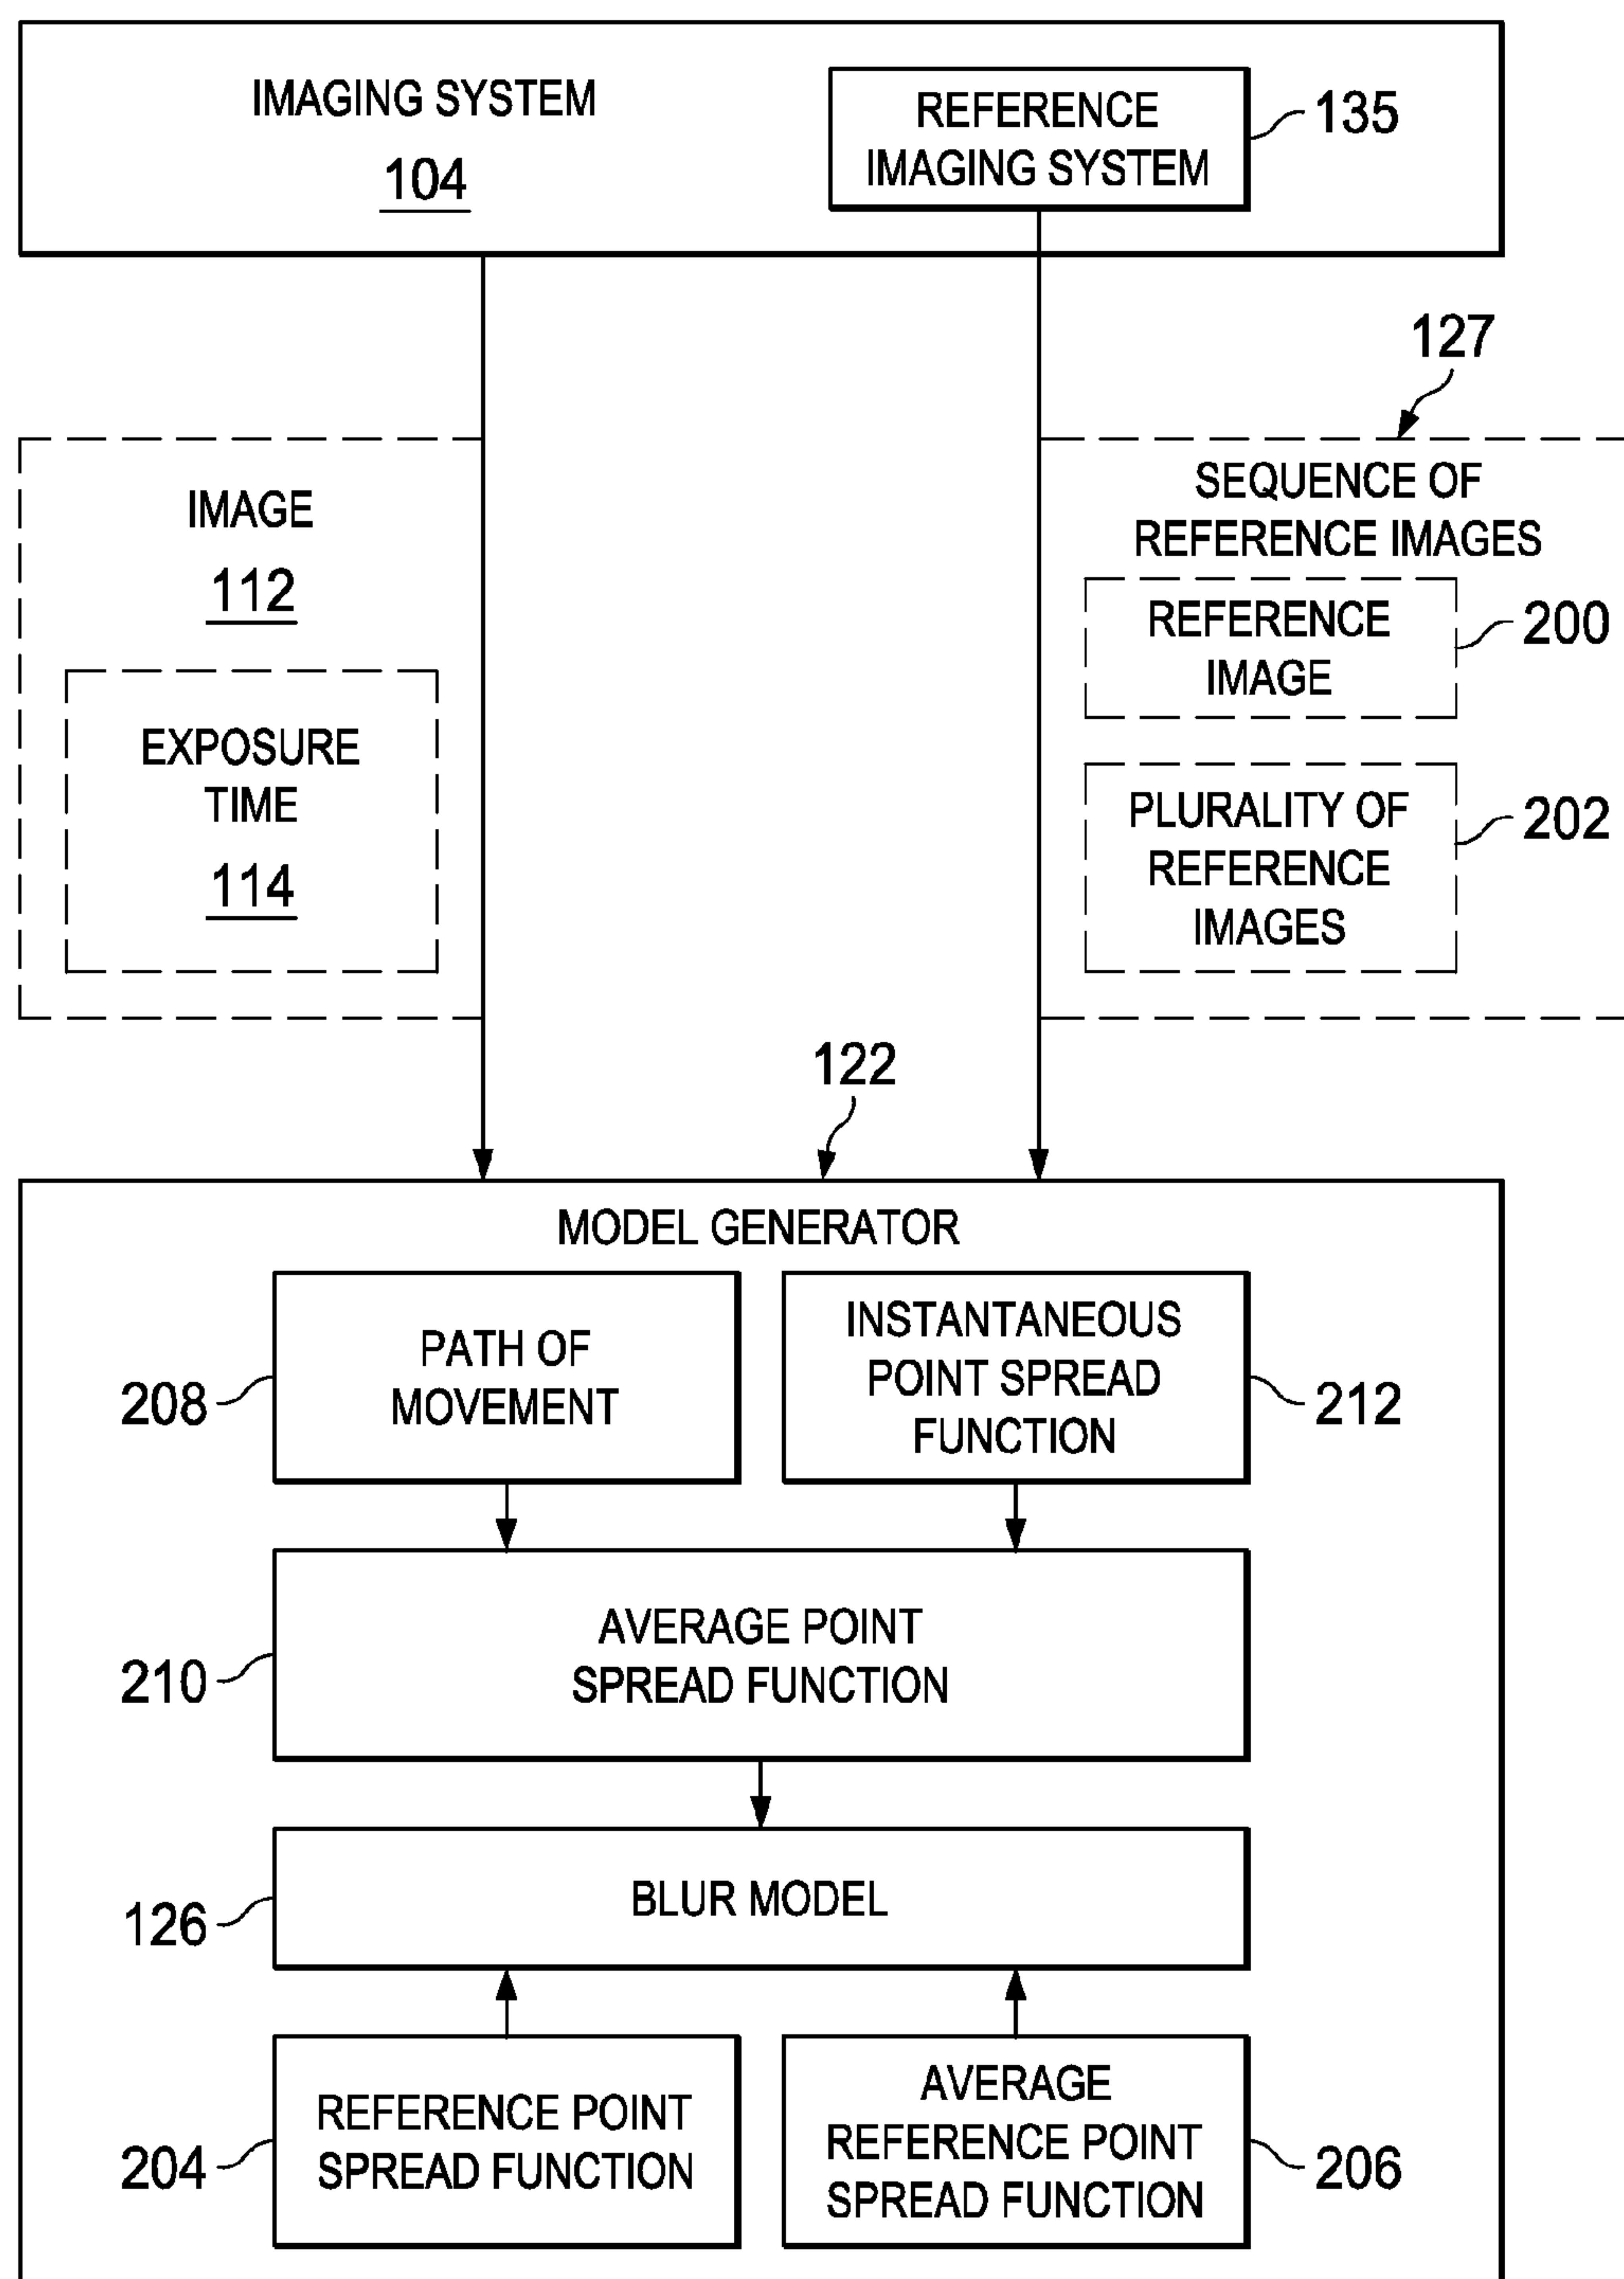 IMAGING SYSTEM
104
REFERENCE
IMAGING SYSTEM
135
127
IMAGE
112
EXPOSURE
TIME
114
SEQUENCE OF
REFERENCE IMAGES
REFERENCE
IMAGE
200
PLURALITY OF
REFERENCE
IMAGES
202
122
MODEL GENERATOR
PATH OF
MOVEMENT
208
INSTANTANEOUS
POINT SPREAD
FUNCTION
212
AVERAGE POINT
SPREAD FUNCTION
210
BLUR MODEL
126
REFERENCE POINT
SPREAD FUNCTION
204
AVERAGE
REFERENCE POINT
SPREAD FUNCTION
206